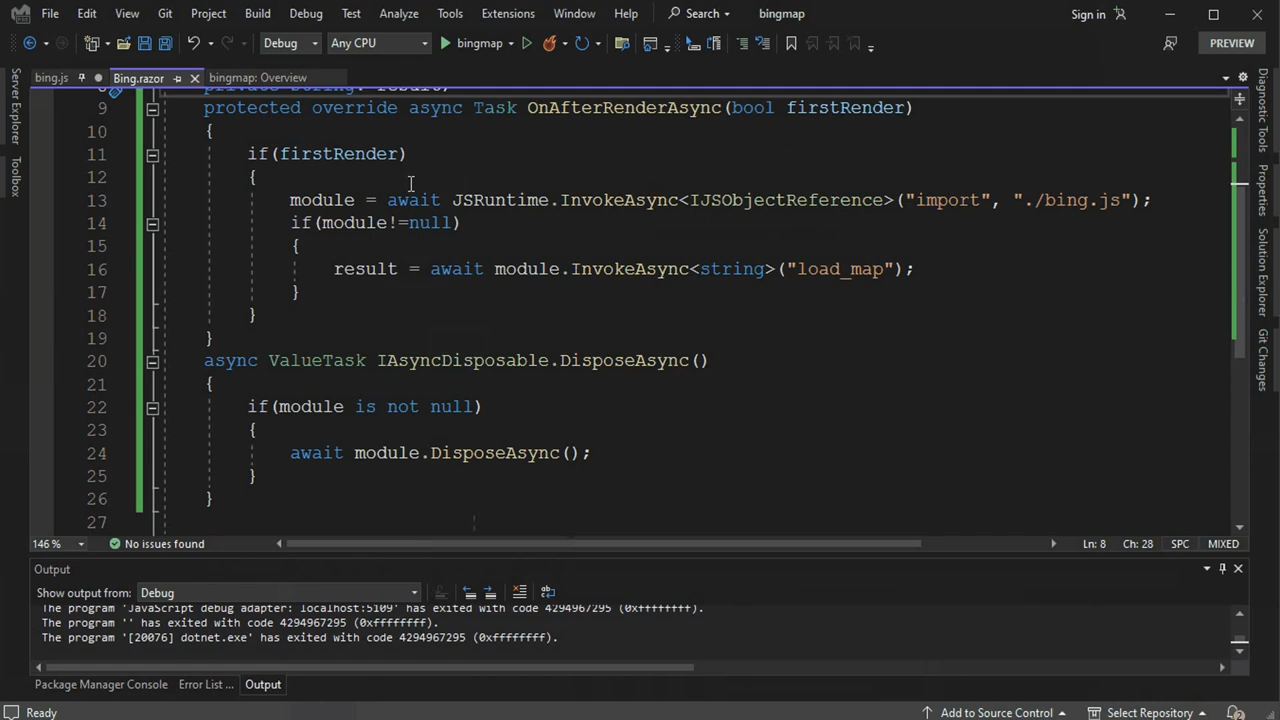 File Edit View Git Project Build Debug Test Analyze Tools Extensions Window Help Search bingmap Sign in
Debug Any CPU bingmap PREVIEW
bing.js Bing.razor bingmap: Overview
Server Explorer
Toolbox
8 private String? result;
9 protected override async Task OnAfterRenderAsync(bool firstRender)
10 {
11 if(firstRender)
12 {
13 module = await JSRuntime.InvokeAsync<IJSObjectReference>("import", "./bing.js");
14 if(module!=null)
15 {
16 result = await module.InvokeAsync<string>("load_map");
17 }
18 }
19 }
20 async ValueTask IAsyncDisposable.DisposeAsync()
21 {
22 if(module is not null)
23 {
24 await module.DisposeAsync();
25 }
26 }
27
Diagnostic Tools
Properties
Solution Explorer
Git Changes
146 % No issues found Ln: 8 Ch: 28 SPC MIXED
Output
Show output from: Debug
The program 'JavaScript debug adapter: localhost:5109' has exited with code 4294967295 (0xffffffff).
The program '' has exited with code 4294967295 (0xffffffff).
The program '[20076] dotnet.exe' has exited with code 4294967295 (0xffffffff).
Package Manager Console Error List ... Output
Ready Add to Source Control Select Repository